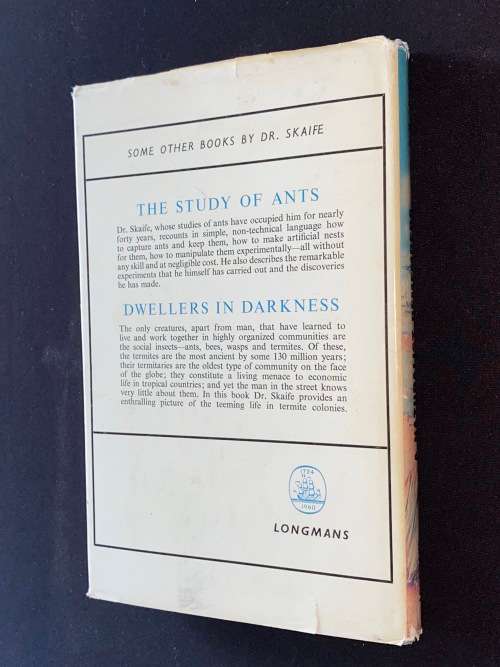 SOME OTHER BOOKS BY DR. SKAIFE
THE STUDY OF ANTS
Dr. Skaife, whose studies of ants have occupied him for nearly
forty years, recounts in simple, non-technical language how
to capture ants and keep them, how to make artificial nests
for them, how to manipulate them experimentally—all without
any skill and at negligible cost. He also describes the remarkable
experiments that he himself has carried out and the discoveries
he has made.
DWELLERS IN DARKNESS
The only creatures, apart from man, that have learned to
live and work together in highly organized communities are
the social insects—ants, bees, wasps and termites. Of these,
the termites are the most ancient by some 130 million years;
their termitaries are the oldest type of community on the face
of the globe; they constitute a living menace to economic
life in tropical countries; and yet the man in the street knows
very little about them. In this book Dr. Skaife provides an
enthralling picture of the teeming life in termite colonies.
1724
1960
LONGMANS